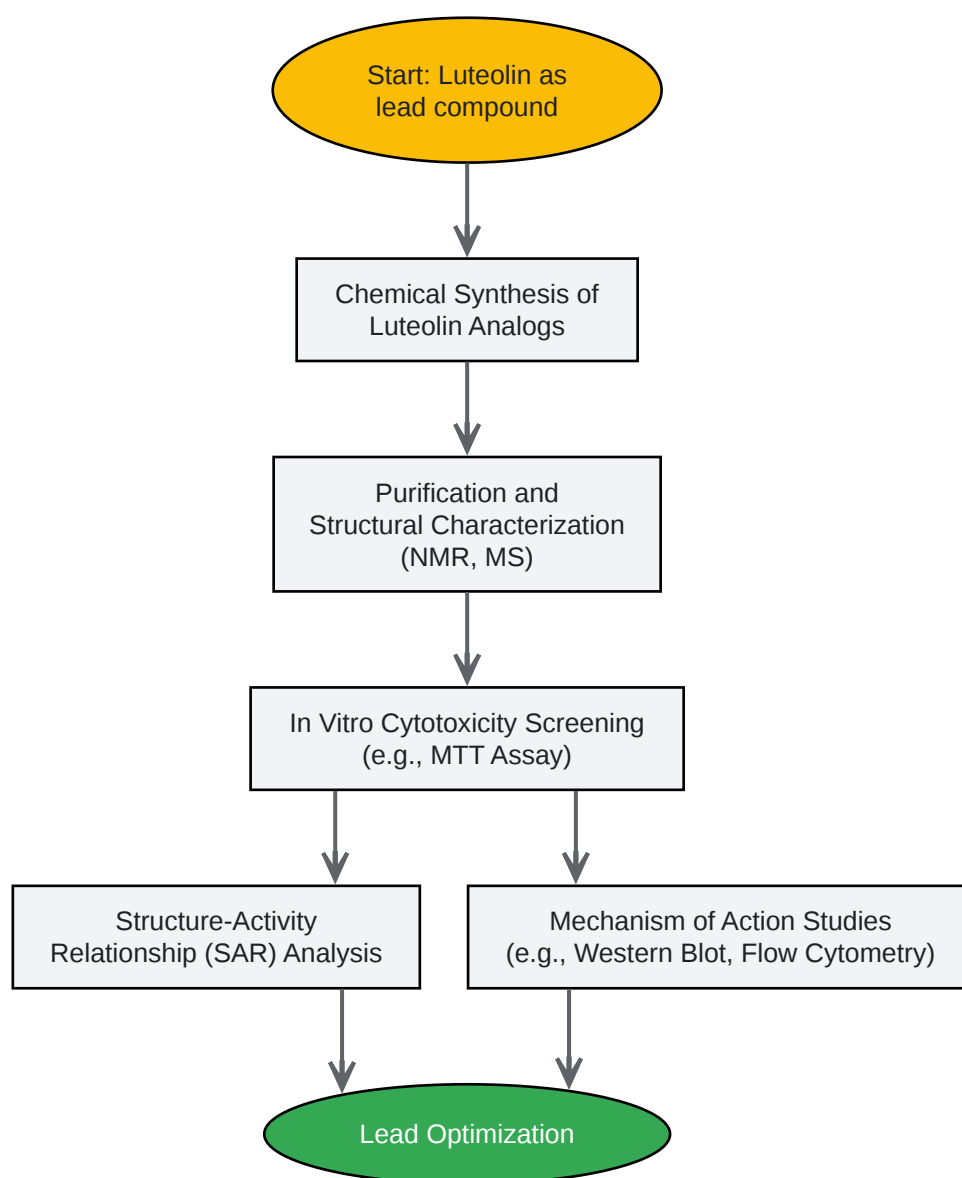 Start: Luteolin as
lead compound
Chemical Synthesis of
Luteolin Analogs
Purification and
Structural Characterization
(NMR, MS)
In Vitro Cytotoxicity Screening
(e.g., MTT Assay)
Structure-Activity
Relationship (SAR) Analysis
Mechanism of Action Studies
(e.g., Western Blot, Flow Cytometry)
Lead Optimization